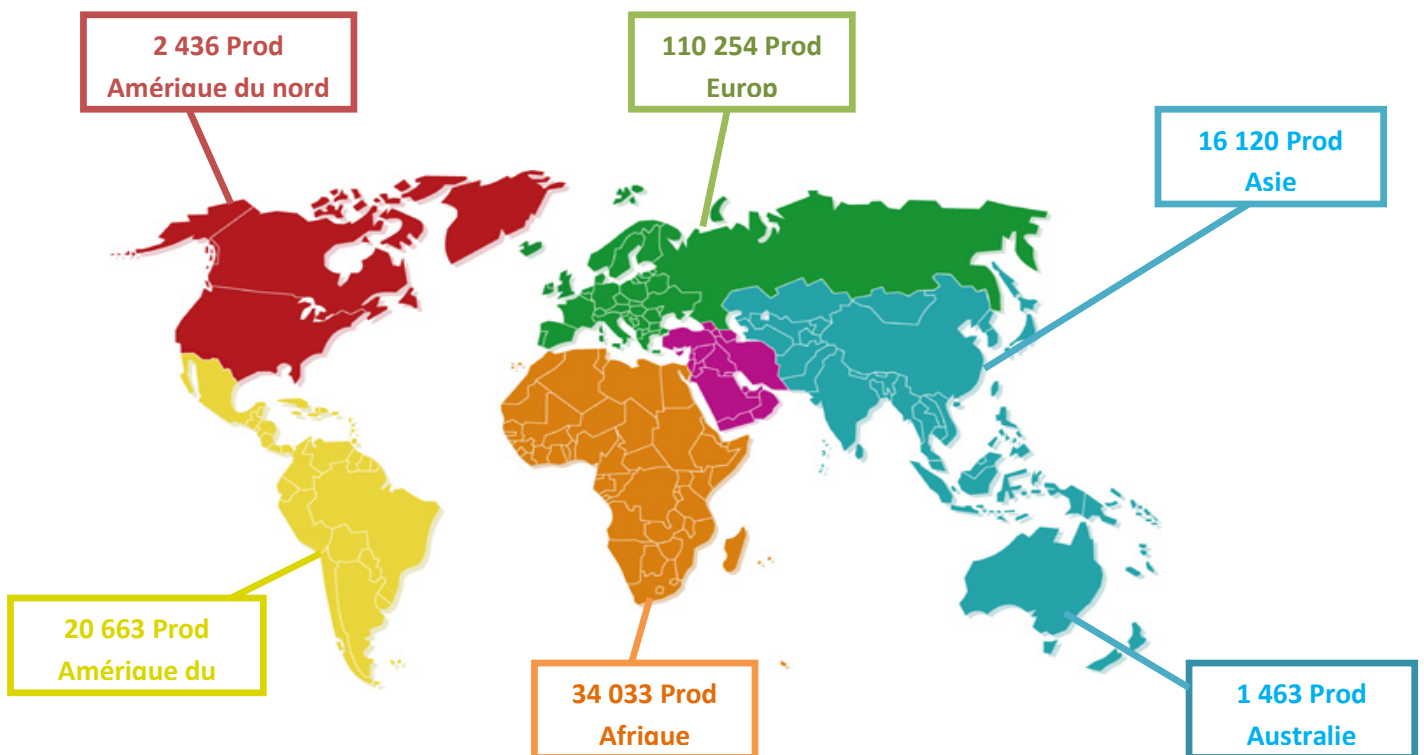 2 436 Prod
Amérique du nord
110 254 Prod
Europ
16 120 Prod
Asie
20 663 Prod
Amérique du
34 033 Prod
Afrique
1 463 Prod
Australie